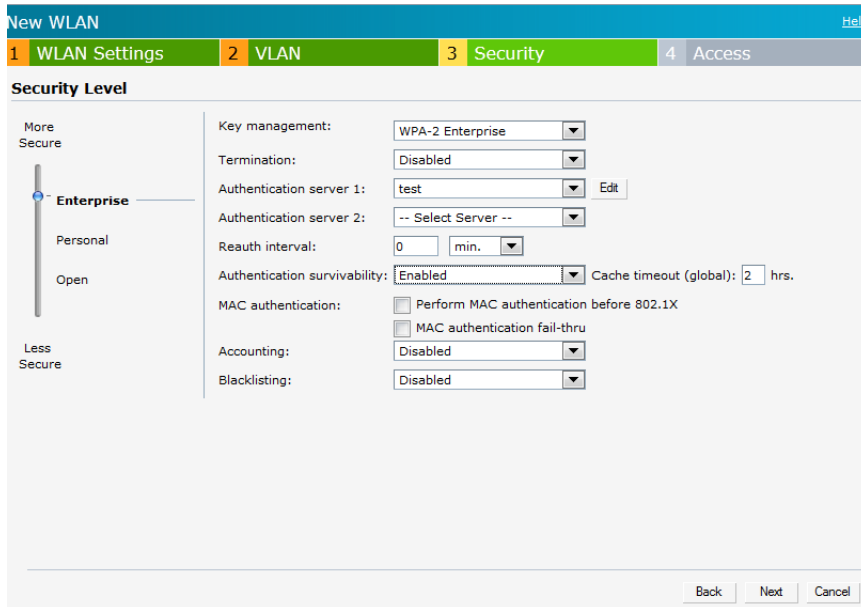 New WLAN Hel
1 WLAN Settings 2 VLAN 3 Security 4 Access
Security Level
More
Secure
Enterprise
Personal
Open
Less
Secure
Key management: WPA-2 Enterprise
Termination: Disabled
Authentication server 1: test Edit
Authentication server 2: -- Select Server --
Reauth interval: 0 min.
Authentication survivability: Enabled Cache timeout (global): 2 hrs.
MAC authentication: Perform MAC authentication before 802.1X
MAC authentication fail-thru
Accounting: Disabled
Blacklisting: Disabled
Back Next Cancel